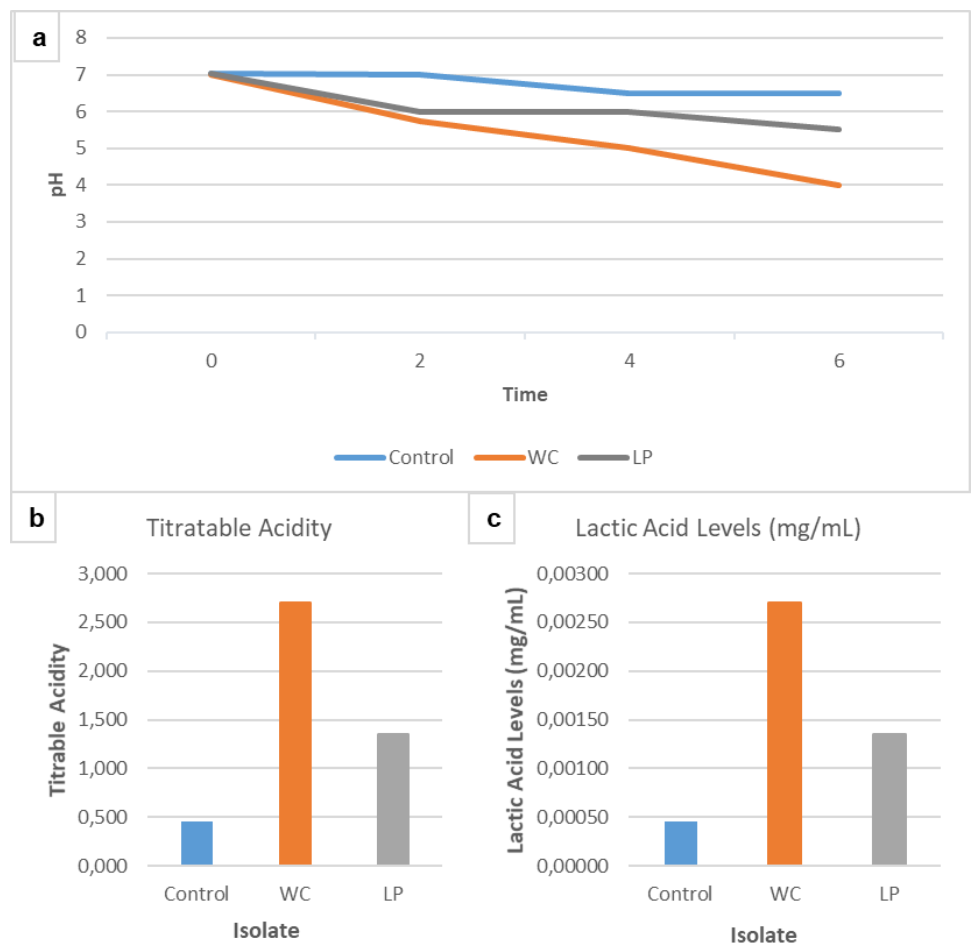 a
8
7
6
5
4
3
2
1
0
pH
0 2 4 6
Time
Control WC LP
b
Titratable Acidity
3,000
2,500
2,000
1,500
1,000
0,500
0,000
Titrable Acidity
Control WC LP
Isolate
c
Lactic Acid Levels (mg/mL)
0,00300
0,00250
0,00200
0,00150
0,00100
0,00050
0,00000
Lactic Acid Levels (mg/mL)
Control WC LP
Isolate